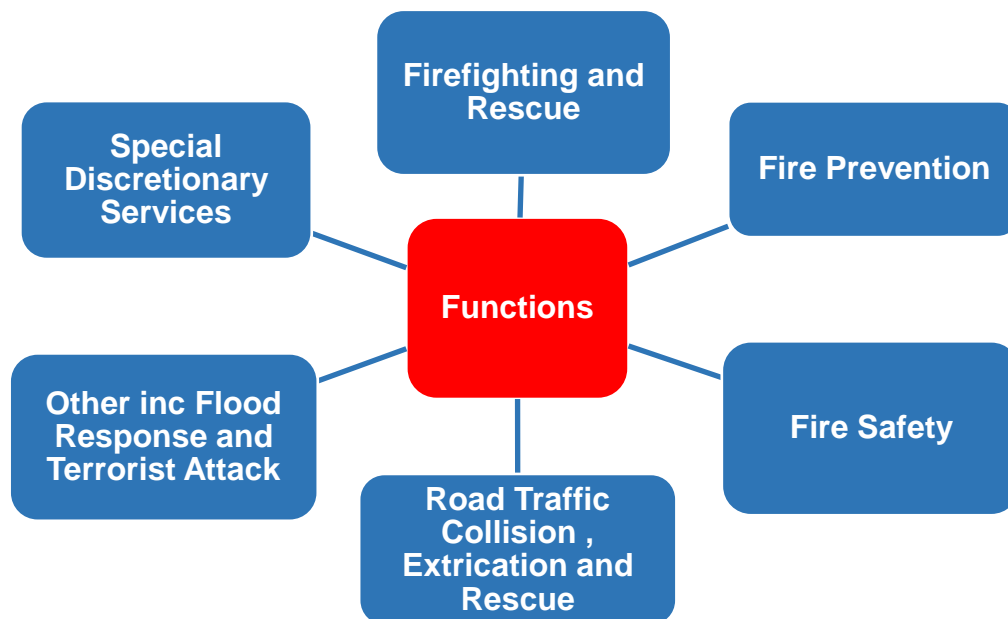 Firefighting and
Rescue
Special
Discretionary
Services
Fire Prevention
Functions
Other inc Flood
Response and
Terrorist Attack
Fire Safety
Road Traffic
Collision ,
Extrication and
Rescue